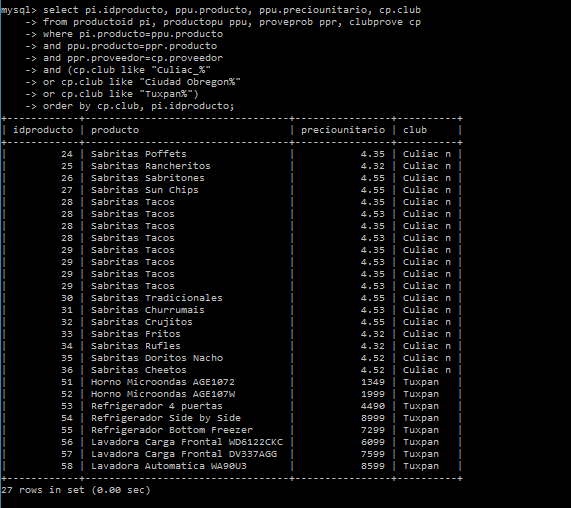 mysql> select pi.idproducto, ppu.producto, ppu.preciounitario, cp.club
    -> from productoid pi, productopu ppu, proveprob ppr, clubprove cp
    -> where pi.producto=ppu.producto
    -> and ppu.producto=ppr.producto
    -> and ppr.proveedor=cp.proveedor
    -> and (cp.club like "Culiac_%"
    -> or cp.club like "Ciudad Obregon%"
    -> or cp.club like "Tuxpan%")
    -> order by cp.club, pi.idproducto;
+------------+----------------------------------+----------------+----------+
| idproducto | producto                         | preciounitario | club     |
+------------+----------------------------------+----------------+----------+
|         24 | Sabritas Poffets                 |           4.35 | Culiac n |
|         25 | Sabritas Rancheritos             |           4.32 | Culiac n |
|         26 | Sabritas Sabritones              |           4.55 | Culiac n |
|         27 | Sabritas Sun Chips               |           4.55 | Culiac n |
|         28 | Sabritas Tacos                   |           4.35 | Culiac n |
|         28 | Sabritas Tacos                   |           4.53 | Culiac n |
|         28 | Sabritas Tacos                   |           4.35 | Culiac n |
|         28 | Sabritas Tacos                   |           4.53 | Culiac n |
|         29 | Sabritas Tacos                   |           4.53 | Culiac n |
|         29 | Sabritas Tacos                   |           4.35 | Culiac n |
|         29 | Sabritas Tacos                   |           4.35 | Culiac n |
|         29 | Sabritas Tacos                   |           4.53 | Culiac n |
|         30 | Sabritas Tradicionales           |           4.55 | Culiac n |
|         31 | Sabritas Churrumais              |           4.53 | Culiac n |
|         32 | Sabritas Crujitos                |           4.55 | Culiac n |
|         33 | Sabritas Fritos                  |           4.32 | Culiac n |
|         34 | Sabritas Rufles                  |           4.32 | Culiac n |
|         35 | Sabritas Doritos Nacho           |           4.52 | Culiac n |
|         36 | Sabritas Cheetos                 |           4.52 | Culiac n |
|         51 | Horno Microondas AGE1072         |           1349 | Tuxpan   |
|         52 | Horno Microondas AGE107W         |           1999 | Tuxpan   |
|         53 | Refrigerador 4 puertas           |           4490 | Tuxpan   |
|         54 | Refrigerador Side by Side        |           8999 | Tuxpan   |
|         55 | Refrigerador Bottom Freezer      |           7299 | Tuxpan   |
|         56 | Lavadora Carga Frontal WD6122CKC |           6099 | Tuxpan   |
|         57 | Lavadora Carga Frontal DV337AGG  |           7599 | Tuxpan   |
|         58 | Lavadora Automatica WA90U3       |           8599 | Tuxpan   |
+------------+----------------------------------+----------------+----------+
27 rows in set (0.00 sec)